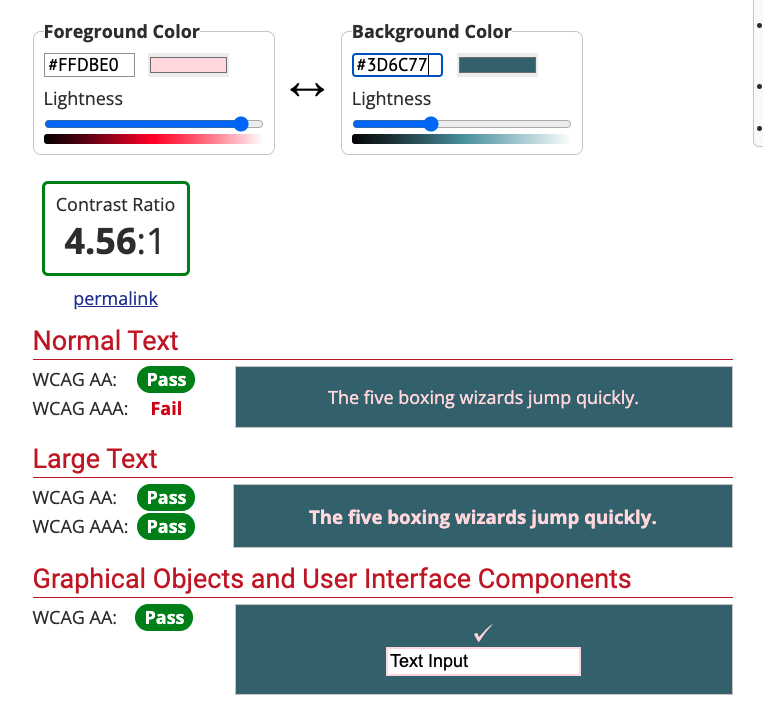 Foreground Color
#FFDBE0
Lightness
Background Color
#3D6C77
Lightness
Contrast Ratio
4.56:1
permalink
Normal Text
WCAG AA: Pass
WCAG AAA: Fail
The five boxing wizards jump quickly.
Large Text
WCAG AA: Pass
WCAG AAA: Pass
The five boxing wizards jump quickly.
Graphical Objects and User Interface Components
WCAG AA: Pass
Text Input